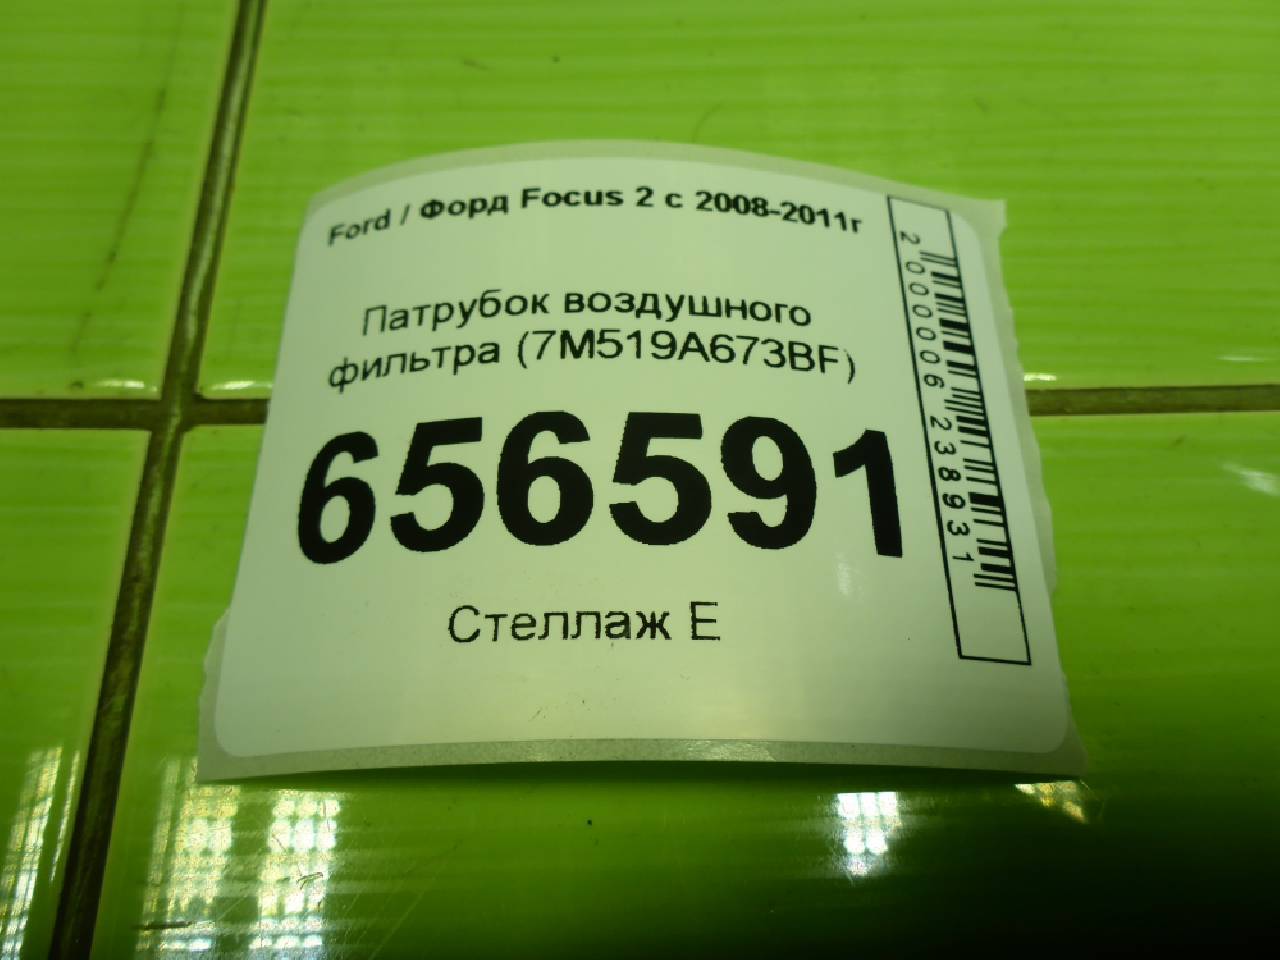 Ford / Форд Focus 2 с 2008-2011г
Патрубок воздушного
фильтра (7M519A673BF)
656591
Стеллаж Е
2000006238931